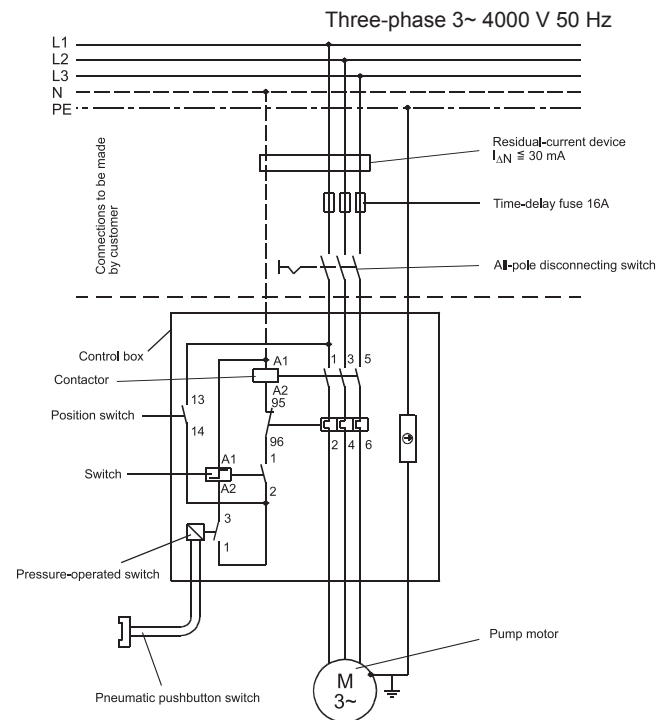 Three-phase 3~ 4000 V 50 Hz
L1
L2
L3
N
PE
Connections to be made
by customer
Residual-current device
IΔN ≦ 30 mA
Time-delay fuse 16A
All-pole disconnecting switch
Control box
Contactor
Position switch
Switch
Pressure-operated switch
Pneumatic pushbutton switch
A1
1 3 5
A2
95
13
14
96
2 4 6
1
A1
A2
2
3
1
Pump motor
M
3~